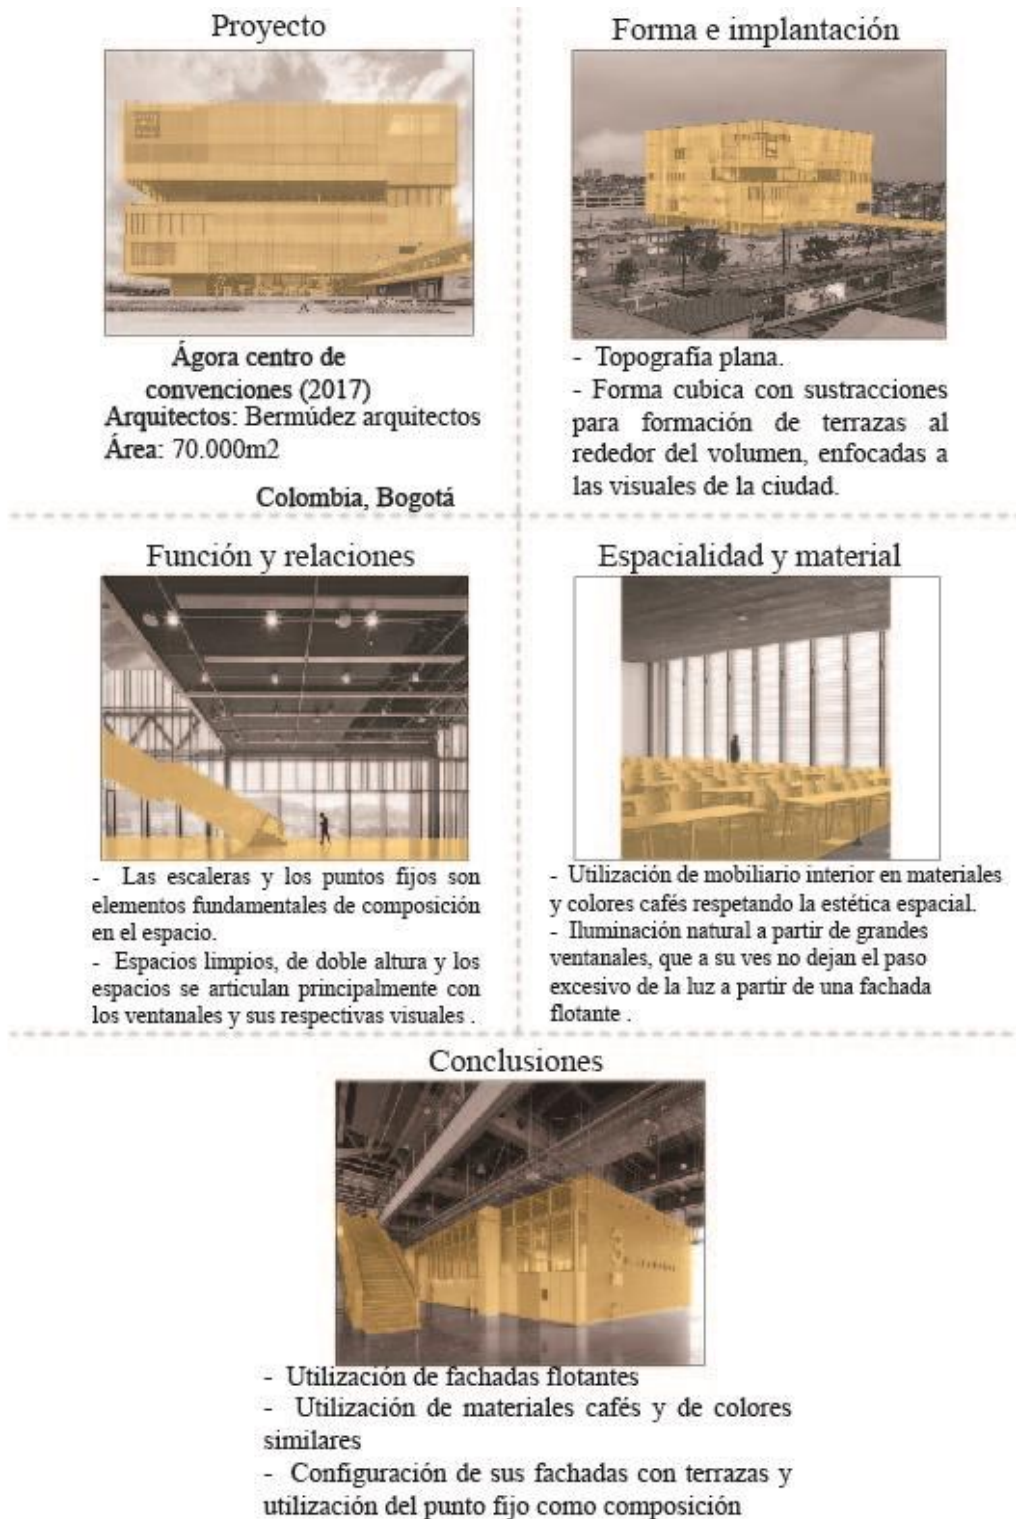 Proyecto
Ágora centro de
convenciones (2017)
Arquitectos: Bermúdez arquitectos
Área: 70.000m2
Colombia, Bogotá
Forma e implantación
- Topografía plana.
- Forma cubica con sustracciones
para formación de terrazas al
rededor del volumen, enfocadas a
las visuales de la ciudad.
Función y relaciones
- Las escaleras y los puntos fijos son
elementos fundamentales de composición
en el espacio.
- Espacios limpios, de doble altura y los
espacios se articulan principalmente con
los ventanales y sus respectivas visuales .
Espacialidad y material
- Utilización de mobiliario interior en materiales
y colores cafés respetando la estética espacial.
- Iluminación natural a partir de grandes
ventanales, que a su ves no dejan el paso
excesivo de la luz a partir de una fachada
flotante .
Conclusiones
- Utilización de fachadas flotantes
- Utilización de materiales cafés y de colores
similares
- Configuración de sus fachadas con terrazas y
utilización del punto fijo como composición